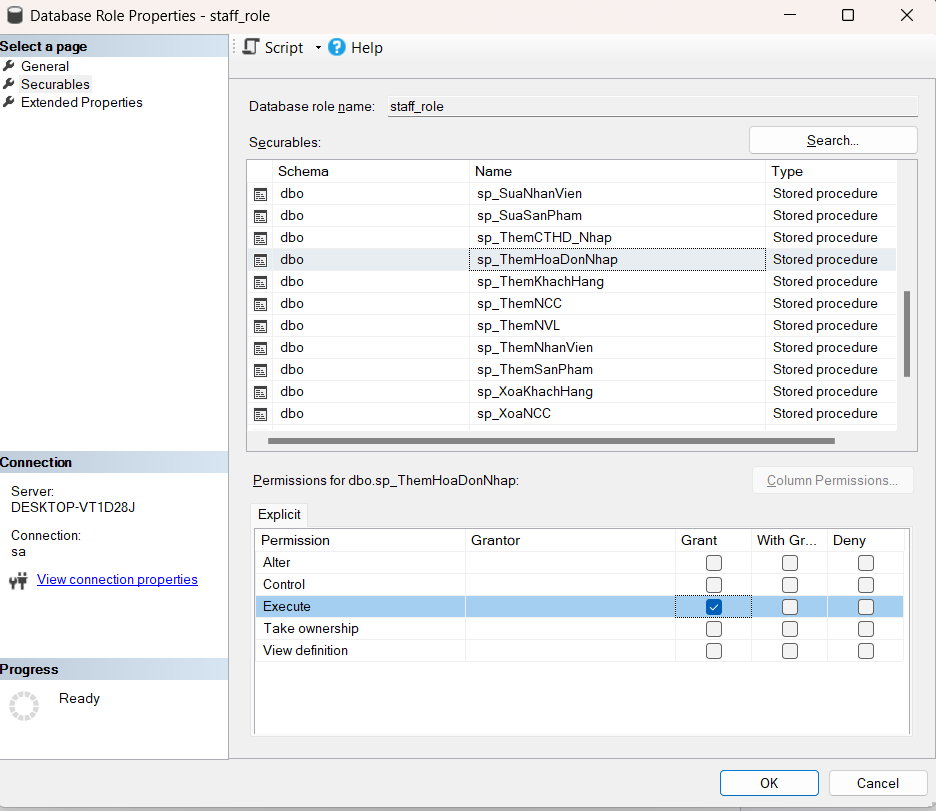 Database Role Properties - staff_role
Select a page
General
Securables
Extended Properties
Script
Help
Database role name: staff_role
Securables:
Search...
Schema Name Type
dbo sp_SuaNhanVien Stored procedure
dbo sp_SuaSanPham Stored procedure
dbo sp_ThemCTHD_Nhap Stored procedure
dbo sp_ThemHoaDonNhap Stored procedure
dbo sp_ThemKhachHang Stored procedure
dbo sp_ThemNCC Stored procedure
dbo sp_ThemNVL Stored procedure
dbo sp_ThemNhanVien Stored procedure
dbo sp_ThemSanPham Stored procedure
dbo sp_XoaKhachHang Stored procedure
dbo sp_XoaNCC Stored procedure
Connection
Server:
DESKTOP-VT1D28J
Connection:
sa
View connection properties
Permissions for dbo.sp_ThemHoaDonNhap:
Column Permissions...
Explicit
Permission Grantor Grant With Gr... Deny
Alter
Control
Execute
Take ownership
View definition
Progress
Ready
OK
Cancel